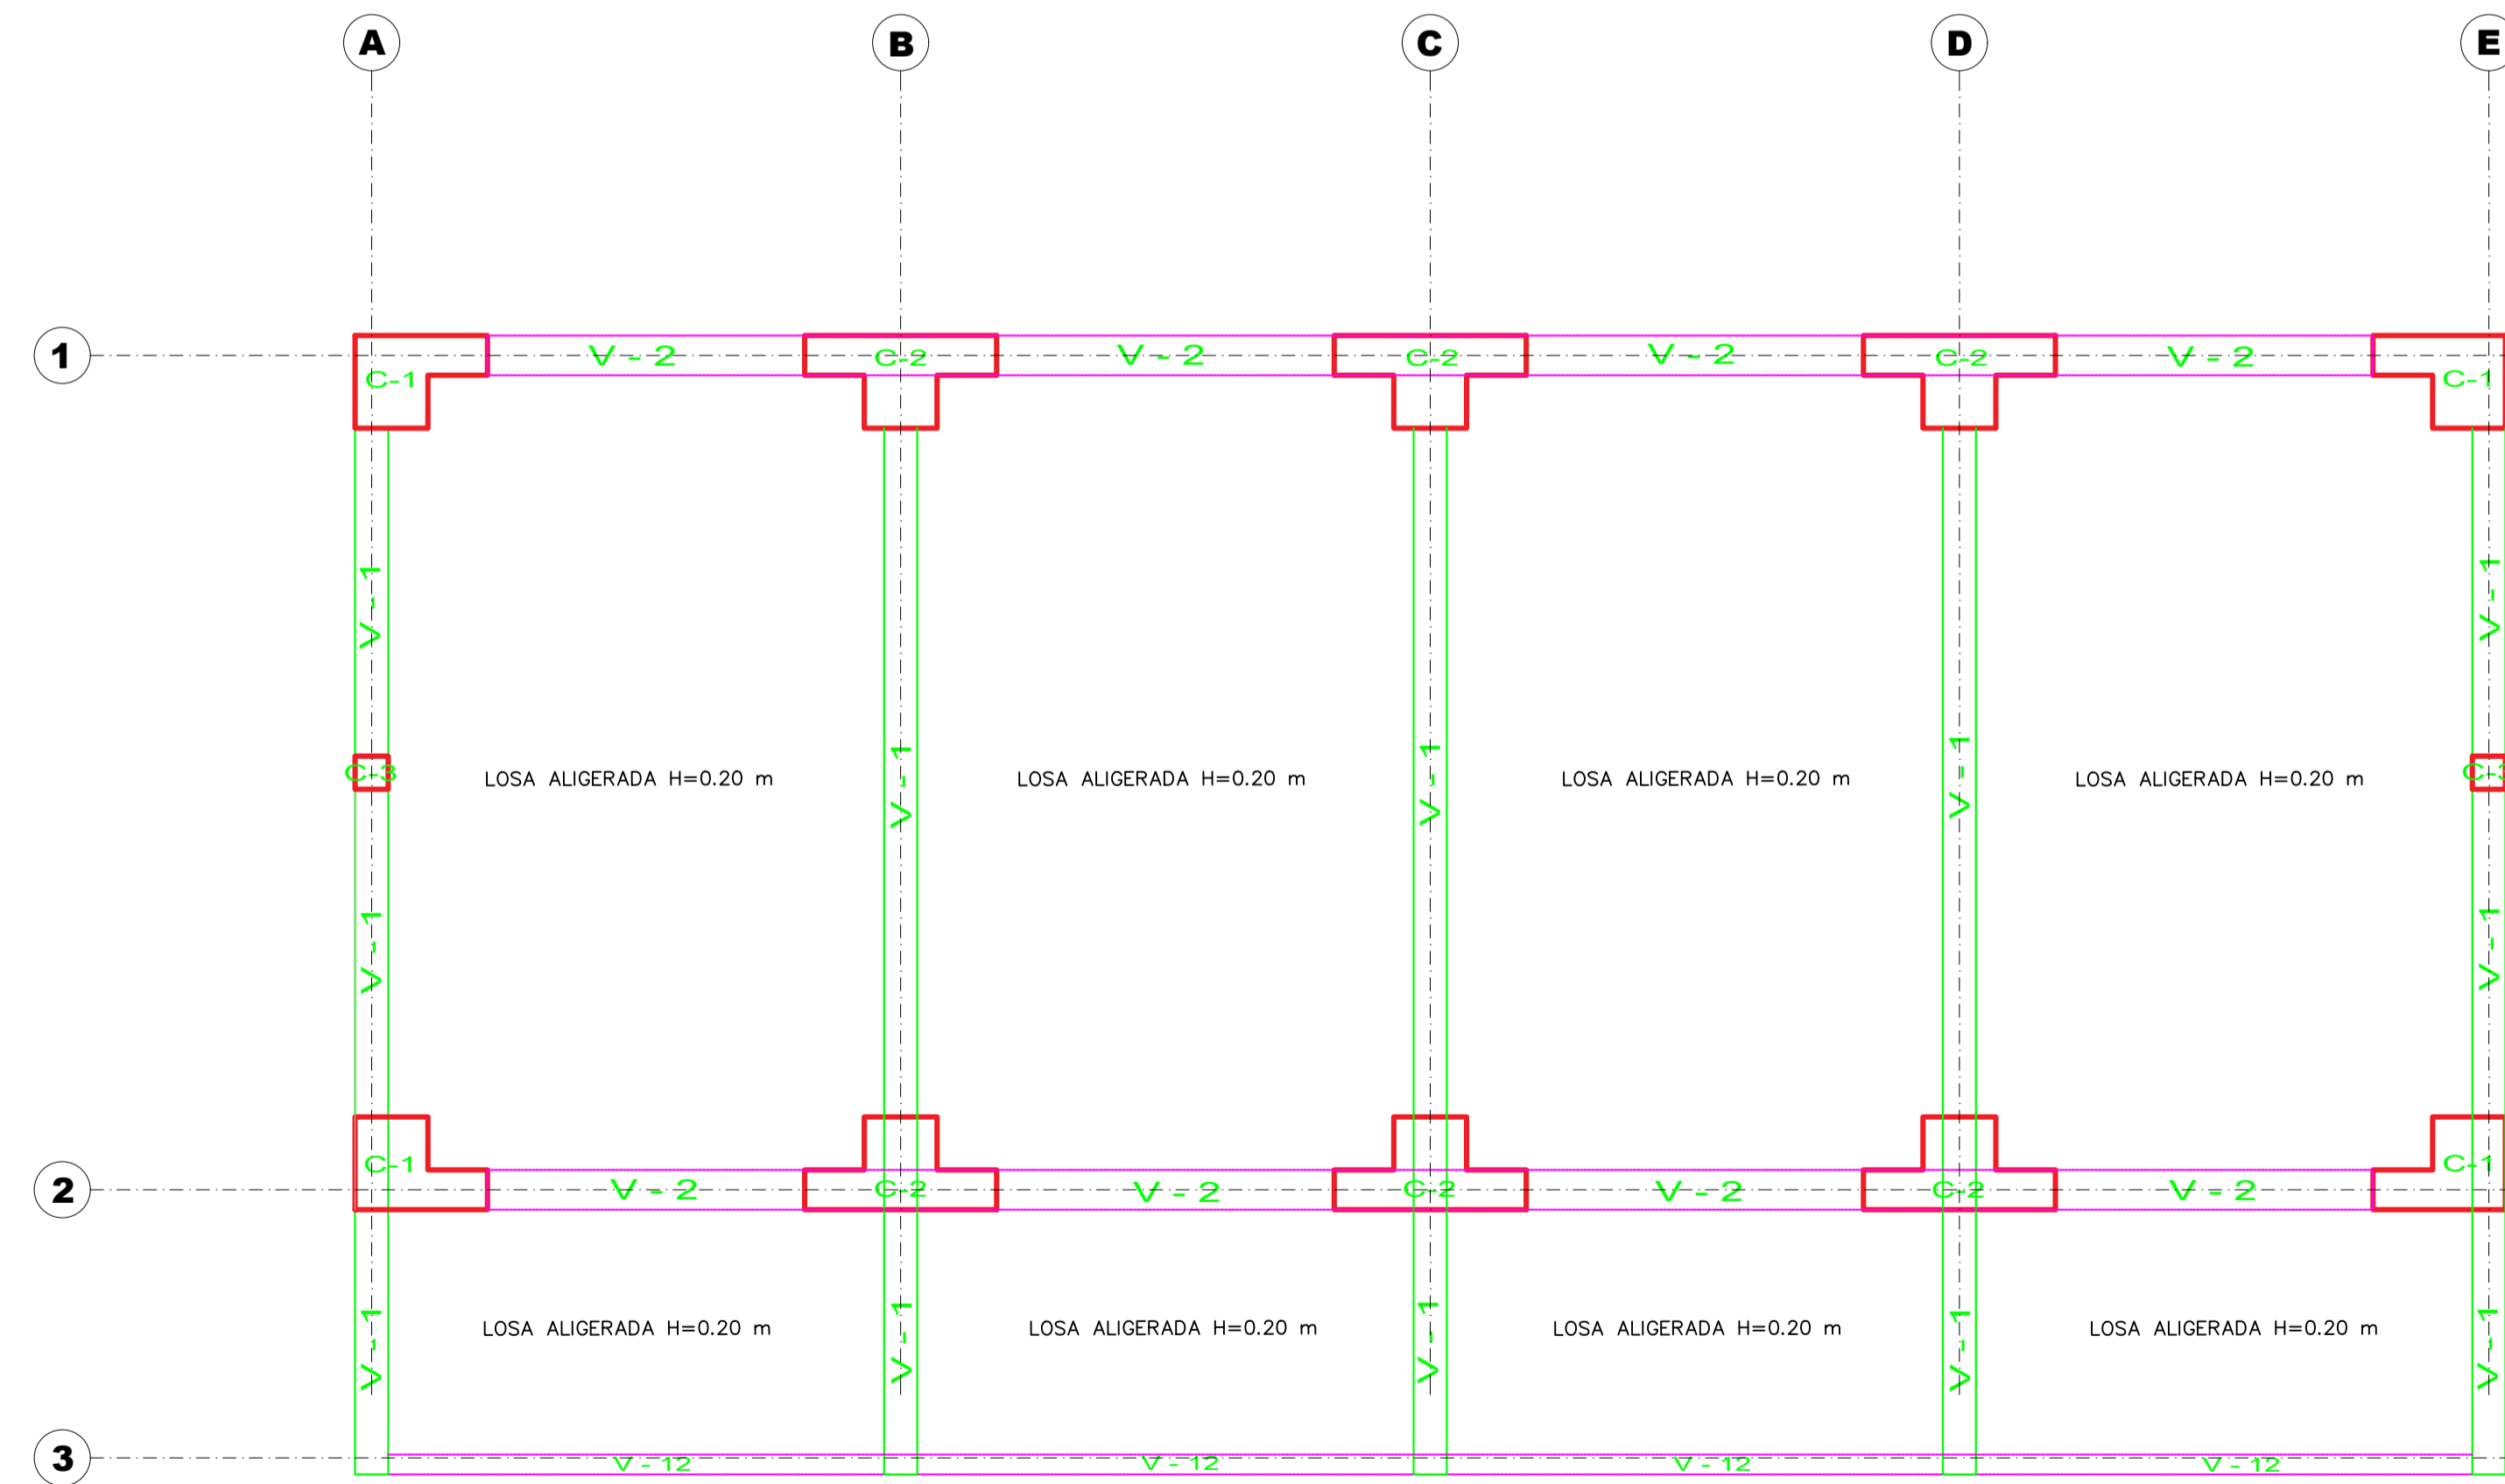 A B C D E
1
V - 2 V - 2 V - 2 V - 2
C-2 C-2 C-2
C-1 C-1
V - 1 V - 1
V - 1 V - 1 V - 1
C-3 C-3
LOSA ALIGERADA H=0.20 m LOSA ALIGERADA H=0.20 m LOSA ALIGERADA H=0.20 m LOSA ALIGERADA H=0.20 m
V - 1 V - 1
C-1 C-1
2
V - 2 V - 2 V - 2 V - 2
C-2 C-2 C-2
LOSA ALIGERADA H=0.20 m LOSA ALIGERADA H=0.20 m LOSA ALIGERADA H=0.20 m LOSA ALIGERADA H=0.20 m
V - 1 V - 1 V - 1 V - 1 V - 1
3
V - 12 V - 12 V - 12 V - 12